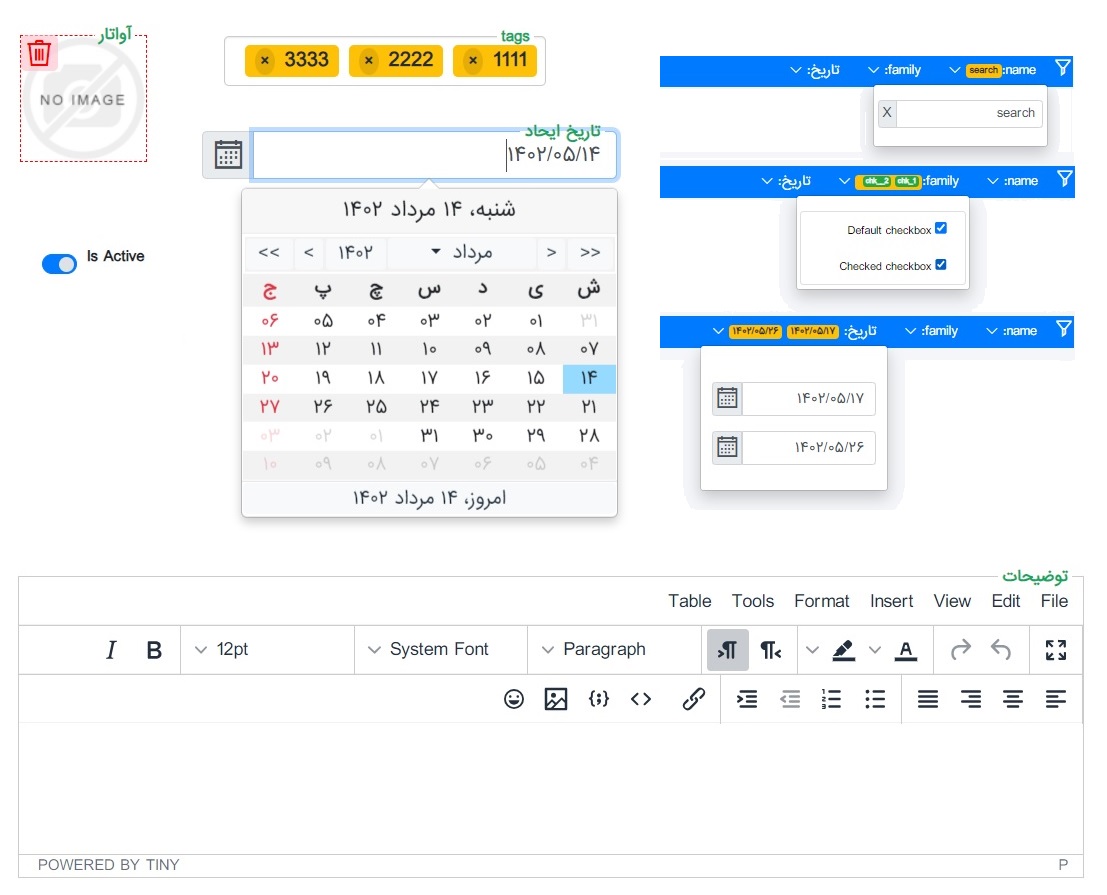 آواتار
NO IMAGE
tags
1111 ×
2222 ×
3333 ×
تاریخ ایجاد
۱۴۰۲/۰۵/۱۴
شنبه، ۱۴ مرداد ۱۴۰۲
>> > مرداد ۱۴۰۲ < <<
ش ی د س چ پ ج
۳۱ ۰۱ ۰۲ ۰۳ ۰۴ ۰۵ ۰۶
۰۷ ۰۸ ۰۹ ۱۰ ۱۱ ۱۲ ۱۳
۱۴ ۱۵ ۱۶ ۱۷ ۱۸ ۱۹ ۲۰
۲۱ ۲۲ ۲۳ ۲۴ ۲۵ ۲۶ ۲۷
۲۸ ۲۹ ۳۰ ۳۱ ۰۱ ۰۲ ۰۳
۰۴ ۰۵ ۰۶ ۰۷ ۰۸ ۰۹ ۱۰
امروز، ۱۴ مرداد ۱۴۰۲
Is Active
:name search :family تاریخ:
search X
:name :family chk_1 chk_2 تاریخ:
Default checkbox
Checked checkbox
:name :family تاریخ: ۱۴۰۲/۰۵/۱۷ ۱۴۰۲/۰۵/۲۶
۱۴۰۲/۰۵/۱۷
۱۴۰۲/۰۵/۲۶
توضیحات
File Edit View Insert Format Tools Table
A Paragraph System Font 12pt B I
POWERED BY TINY P